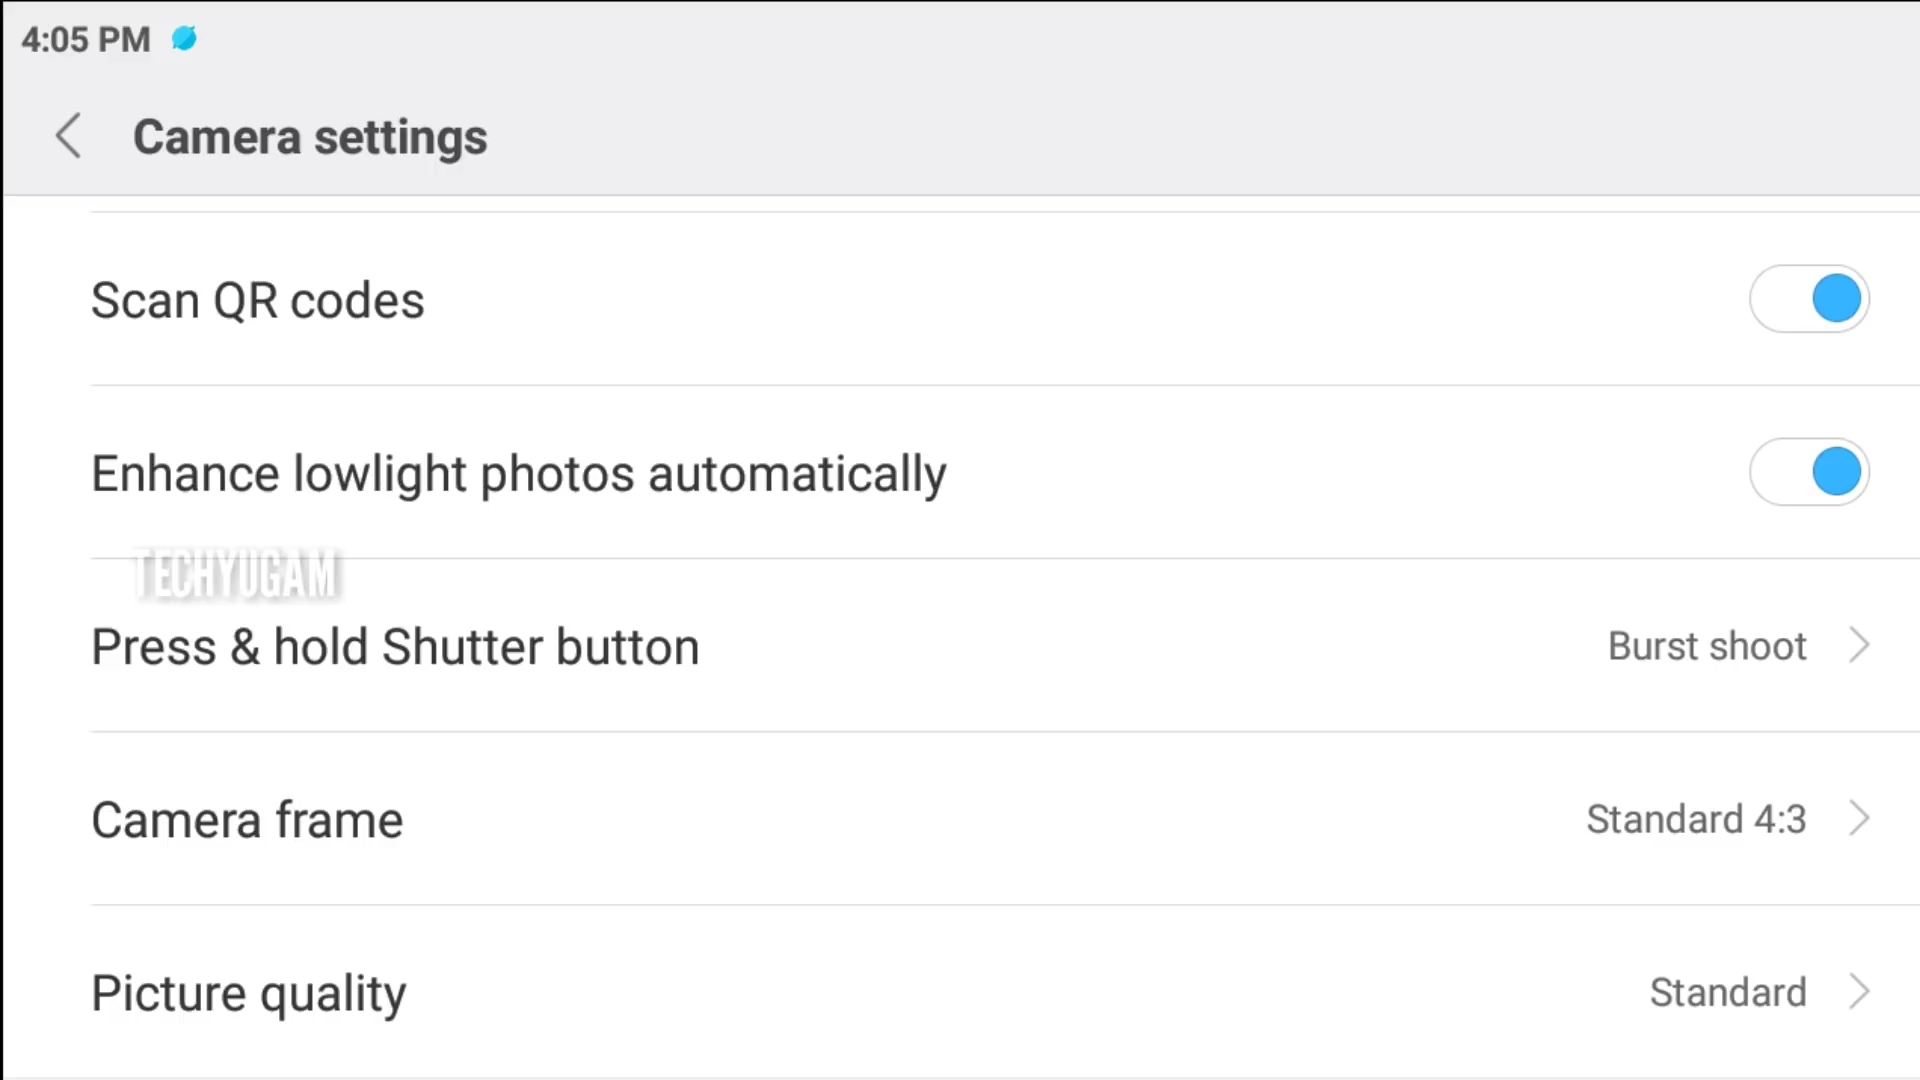 4:05 PM
Camera settings
Scan QR codes
Enhance lowlight photos automatically
TECHYUGAM
Press & hold Shutter button
Burst shoot
Camera frame
Standard 4:3
Picture quality
Standard